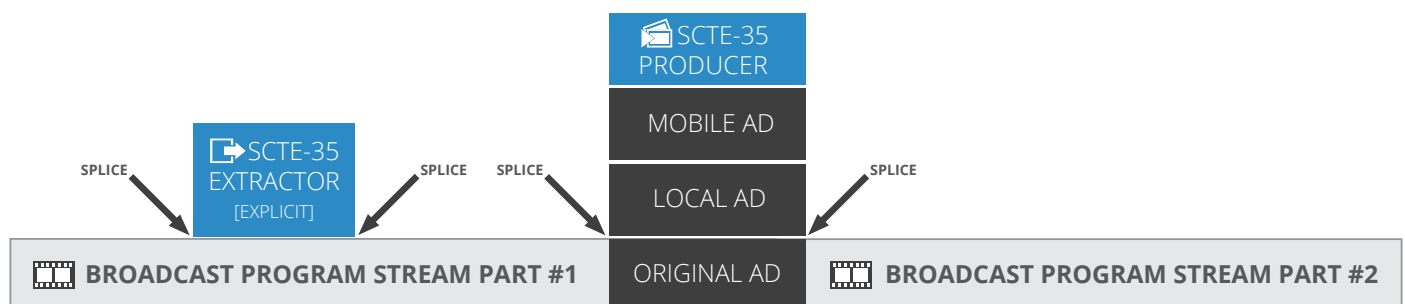 SCTE-35
PRODUCER
MOBILE AD
SPLICE
SCTE-35
EXTRACTOR
[EXPLICIT]
SPLICE
SPLICE
LOCAL AD
SPLICE
BROADCAST PROGRAM STREAM PART #1
ORIGINAL AD
BROADCAST PROGRAM STREAM PART #2